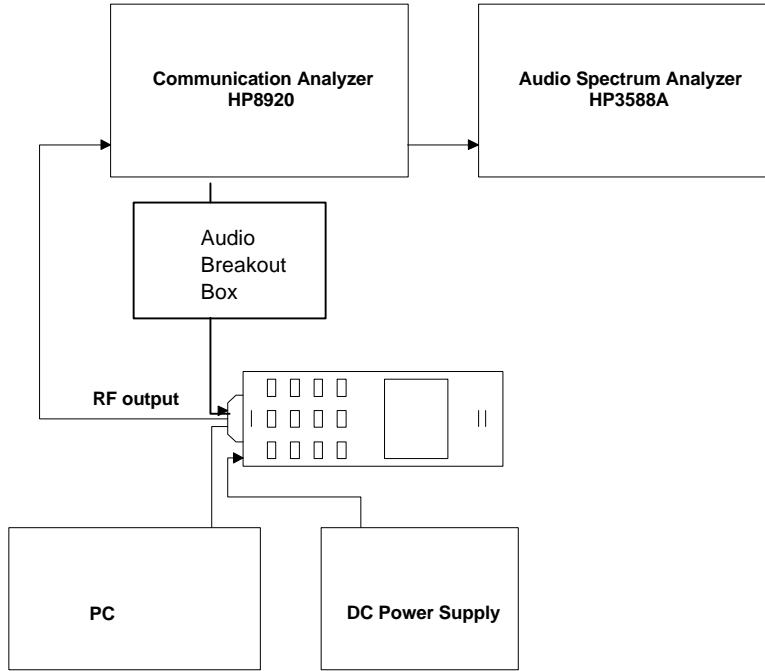 Communication Analyzer
HP8920
Audio Spectrum Analyzer
HP3588A
Audio
Breakout
Box
RF output
PC
DC Power Supply